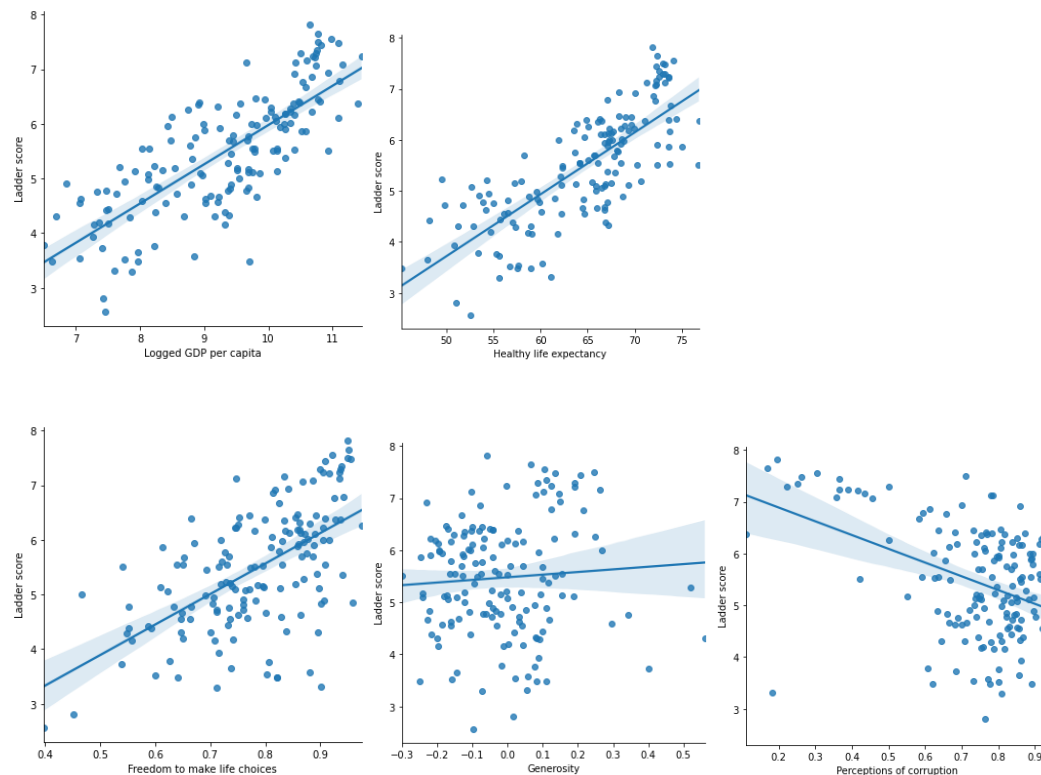 8
7
6
5
4
3
Ladder score
7 8 9 10 11
Logged GDP per capita
8
7
6
5
4
3
Ladder score
50 55 60 65 70 75
Healthy life expectancy
8
7
6
5
4
3
Ladder score
0.4 0.5 0.6 0.7 0.8 0.9
Freedom to make life choices
8
7
6
5
4
3
Ladder score
−0.3 −0.2 −0.1 0.0 0.1 0.2 0.3 0.4 0.5
Generosity
8
7
6
5
4
3
Ladder score
0.2 0.3 0.4 0.5 0.6 0.7 0.8 0.9
Perceptions of corruption